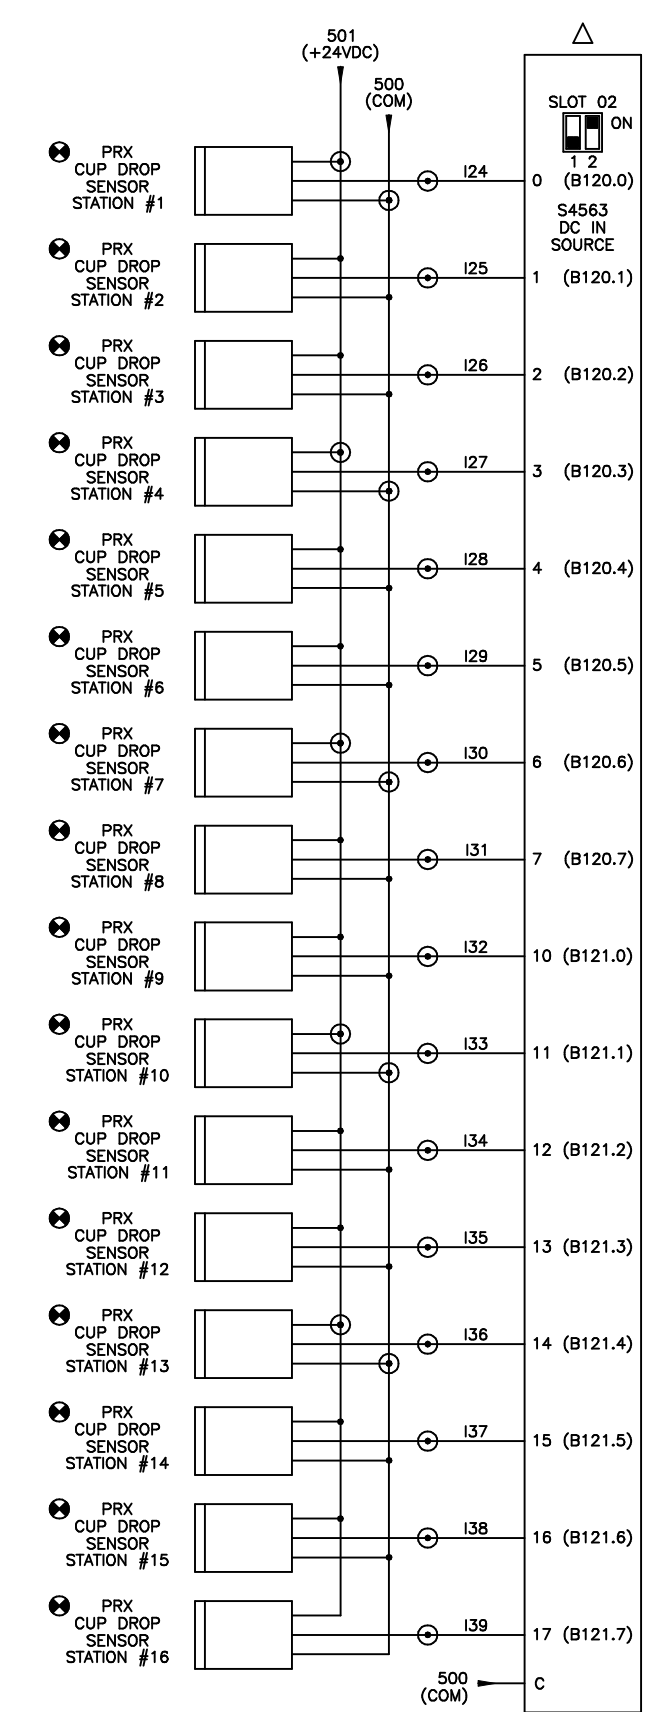 501
(+24VDC)
500
(COM)
SLOT 02
ON
1 2
PRX
CUP DROP
SENSOR
STATION #1
I24
0 (B120.0)
S4563
DC IN
SOURCE
PRX
CUP DROP
SENSOR
STATION #2
I25
1 (B120.1)
PRX
CUP DROP
SENSOR
STATION #3
I26
2 (B120.2)
PRX
CUP DROP
SENSOR
STATION #4
I27
3 (B120.3)
PRX
CUP DROP
SENSOR
STATION #5
I28
4 (B120.4)
PRX
CUP DROP
SENSOR
STATION #6
I29
5 (B120.5)
PRX
CUP DROP
SENSOR
STATION #7
I30
6 (B120.6)
PRX
CUP DROP
SENSOR
STATION #8
I31
7 (B120.7)
PRX
CUP DROP
SENSOR
STATION #9
I32
10 (B121.0)
PRX
CUP DROP
SENSOR
STATION #10
I33
11 (B121.1)
PRX
CUP DROP
SENSOR
STATION #11
I34
12 (B121.2)
PRX
CUP DROP
SENSOR
STATION #12
I35
13 (B121.3)
PRX
CUP DROP
SENSOR
STATION #13
I36
14 (B121.4)
PRX
CUP DROP
SENSOR
STATION #14
I37
15 (B121.5)
PRX
CUP DROP
SENSOR
STATION #15
I38
16 (B121.6)
PRX
CUP DROP
SENSOR
STATION #16
I39
17 (B121.7)
500
(COM)
C